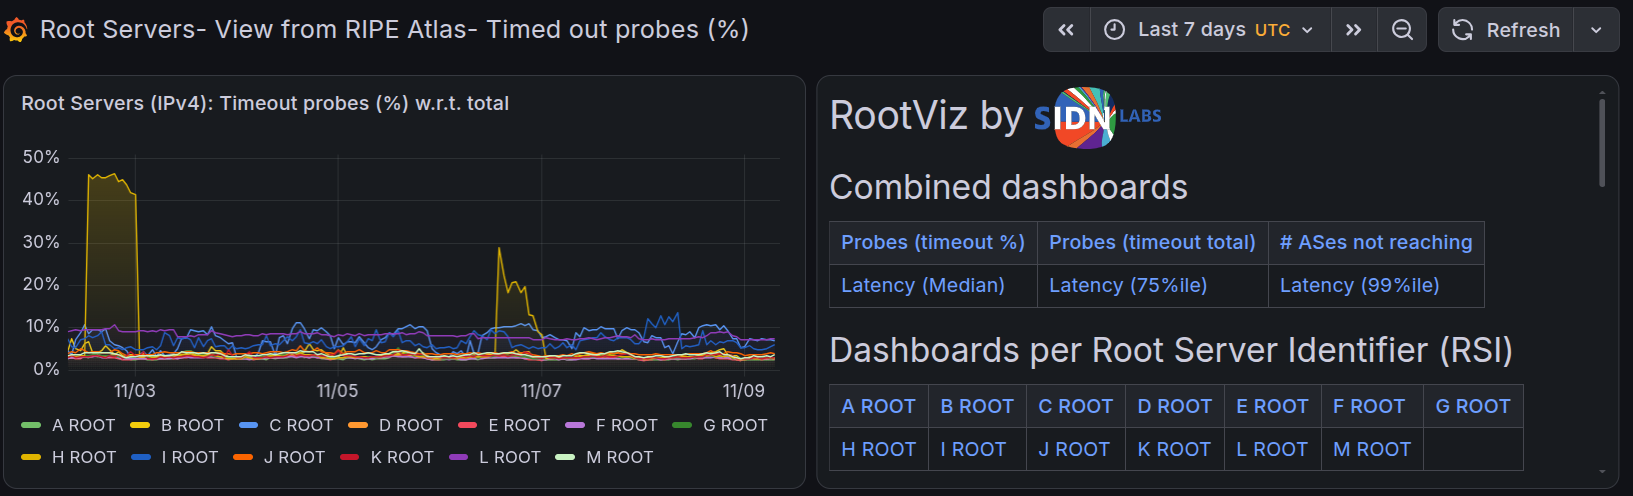 Root Servers- View from RIPE Atlas- Timed out probes (%)
Last 7 days UTC
Refresh
Root Servers (IPv4): Timeout probes (%) w.r.t. total
50%
40%
30%
20%
10%
0%
11/03 11/05 11/07 11/09
A ROOT B ROOT C ROOT D ROOT E ROOT F ROOT G ROOT
H ROOT I ROOT J ROOT K ROOT L ROOT M ROOT
RootViz by SIDN LABS
Combined dashboards
Probes (timeout %) Probes (timeout total) # ASes not reaching
Latency (Median) Latency (75%ile) Latency (99%ile)
Dashboards per Root Server Identifier (RSI)
A ROOT B ROOT C ROOT D ROOT E ROOT F ROOT G ROOT
H ROOT I ROOT J ROOT K ROOT L ROOT M ROOT